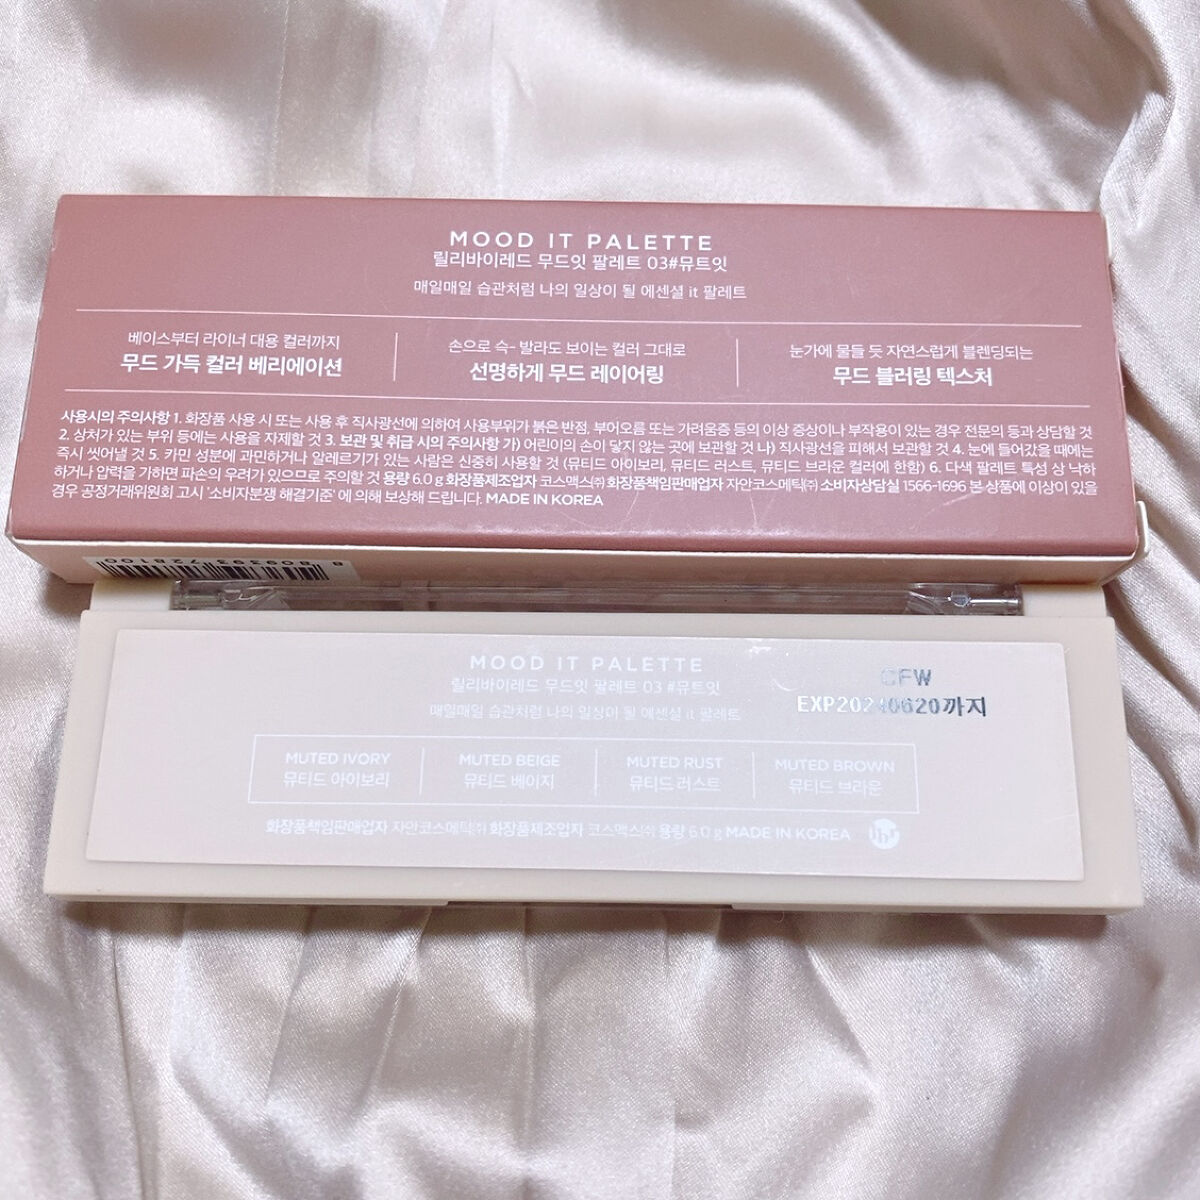 MOOD IT PALETTE
릴리바이레드 무드잇 팔레트 03#뮤트잇
매일매일 습관처럼 나의 일상이 될 에센셜 it 팔레트
베이스부터 라이너 대용 컬러까지
무드 가득 컬러 베리에이션
손으로 슥- 발라도 보이는 컬러 그대로
선명하게 무드 레이어링
눈가에 물들 듯 자연스럽게 블렌딩되는
무드 블러링 텍스처
사용시의 주의사항 1. 화장품 사용 시 또는 사용 후 직사광선에 의하여 사용부위가 붉은 반점, 부어오름 또는 가려움증 등의 이상 증상이나 부작용이 있는 경우 전문의 등과 상담할 것
2. 상처가 있는 부위 등에는 사용을 자제할 것 3. 보관 및 취급 시의 주의사항 가) 어린이의 손이 닿지 않는 곳에 보관할 것 나) 직사광선을 피해서 보관할 것 4. 눈에 들어갔을 때에는
즉시 씻어낼 것 5. 카민 성분에 과민하거나 알레르기가 있는 사람은 신중히 사용할 것 (뮤티드 아이보리, 뮤티드 러스트, 뮤티드 브라운 컬러에 한함) 6. 다색 팔레트 특성 상 낙하
하거나 압력을 가하면 파손의 우려가 있으므로 주의할 것 용량 6.0 g 화장품제조업자 코스맥스㈜ 화장품책임판매업자 자안코스메틱㈜ 소비자상담실 1566-1696 본 상품에 이상이 있을
경우 공정거래위원회 고시 '소비자분쟁 해결기준' 에 의해 보상해 드립니다. MADE IN KOREA
8 809393 728100
MOOD IT PALETTE
릴리바이레드 무드잇 팔레트 03 #뮤트잇
매일매일 습관처럼 나의 일상이 될 에센셜 it 팔레트
CFW
EXP20240620까지
MUTED IVORY
뮤티드 아이보리
MUTED BEIGE
뮤티드 베이지
MUTED RUST
뮤티드 러스트
MUTED BROWN
뮤티드 브라운
화장품책임판매업자 자안코스메틱㈜ 화장품제조업자 코스맥스㈜ 용량 6.0 g MADE IN KOREA